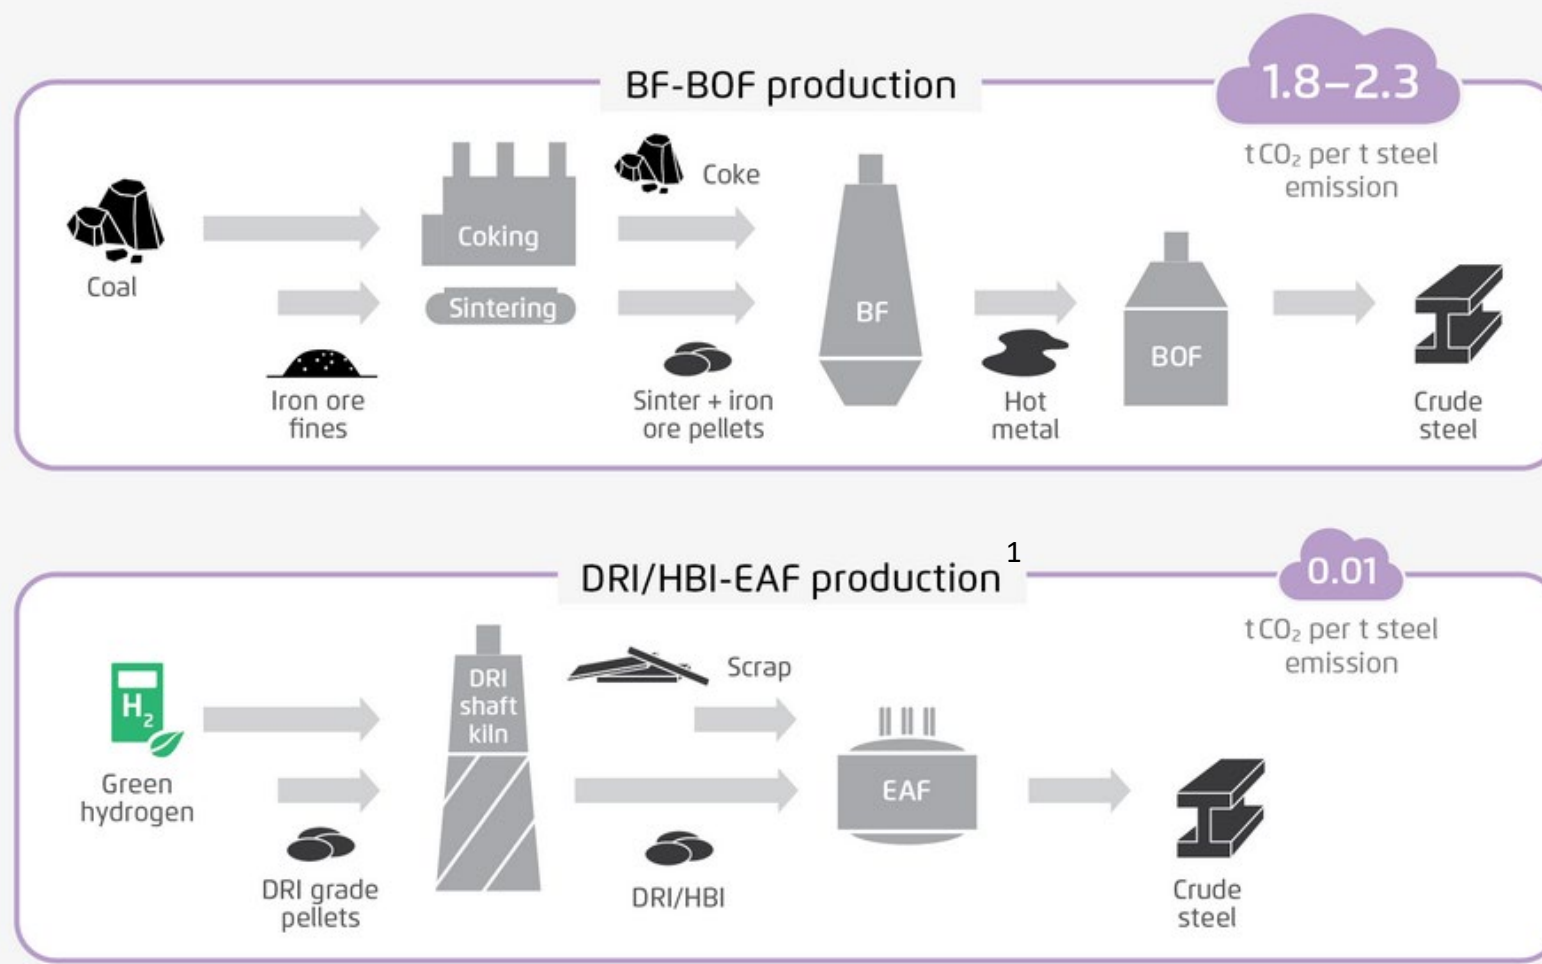 BF-BOF production
1.8–2.3
t CO₂ per t steel
emission
Coal
Coking
Sintering
Iron ore
fines
Coke
Sinter + iron
ore pellets
BF
Hot
metal
BOF
Crude
steel
DRI/HBI-EAF production¹
0.01
t CO₂ per t steel
emission
H₂
Green
hydrogen
DRI grade
pellets
DRI
shaft
kiln
Scrap
DRI/HBI
EAF
Crude
steel